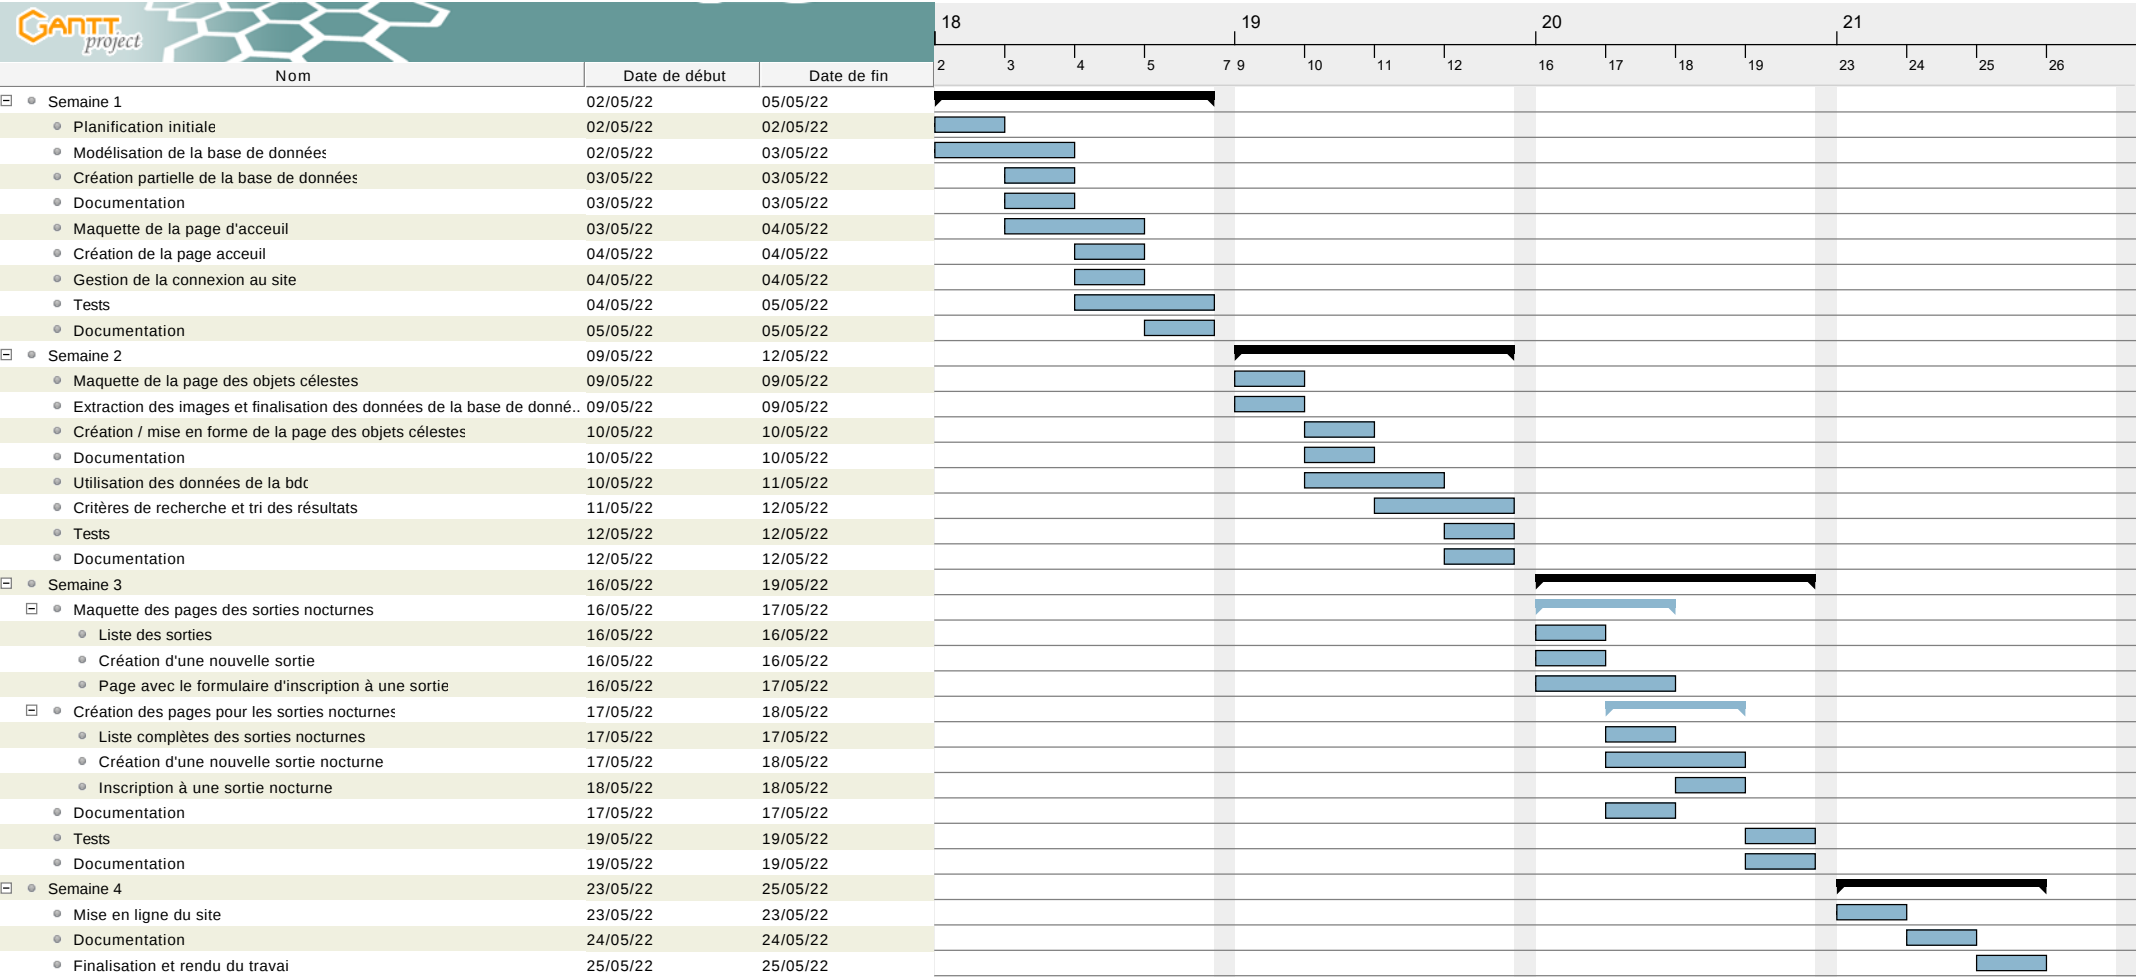 GANTT project
18 19 20 21
2 3 4 5 7 9 10 11 12 16 17 18 19 23 24 25 26
Nom Date de début Date de fin
Semaine 1 02/05/22 05/05/22
Planification initiale 02/05/22 02/05/22
Modélisation de la base de données 02/05/22 03/05/22
Création partielle de la base de données 03/05/22 03/05/22
Documentation 03/05/22 03/05/22
Maquette de la page d'acceuil 03/05/22 04/05/22
Création de la page acceuil 04/05/22 04/05/22
Gestion de la connexion au site 04/05/22 04/05/22
Tests 04/05/22 05/05/22
Documentation 05/05/22 05/05/22
Semaine 2 09/05/22 12/05/22
Maquette de la page des objets célestes 09/05/22 09/05/22
Extraction des images et finalisation des données de la base de donné.. 09/05/22 09/05/22
Création / mise en forme de la page des objets célestes 10/05/22 10/05/22
Documentation 10/05/22 10/05/22
Utilisation des données de la bdc 10/05/22 11/05/22
Critères de recherche et tri des résultats 11/05/22 12/05/22
Tests 12/05/22 12/05/22
Documentation 12/05/22 12/05/22
Semaine 3 16/05/22 19/05/22
Maquette des pages des sorties nocturnes 16/05/22 17/05/22
Liste des sorties 16/05/22 16/05/22
Création d'une nouvelle sortie 16/05/22 16/05/22
Page avec le formulaire d'inscription à une sortie 16/05/22 17/05/22
Création des pages pour les sorties nocturnes 17/05/22 18/05/22
Liste complètes des sorties nocturnes 17/05/22 17/05/22
Création d'une nouvelle sortie nocturne 17/05/22 18/05/22
Inscription à une sortie nocturne 18/05/22 18/05/22
Documentation 17/05/22 17/05/22
Tests 19/05/22 19/05/22
Documentation 19/05/22 19/05/22
Semaine 4 23/05/22 25/05/22
Mise en ligne du site 23/05/22 23/05/22
Documentation 24/05/22 24/05/22
Finalisation et rendu du travai 25/05/22 25/05/22